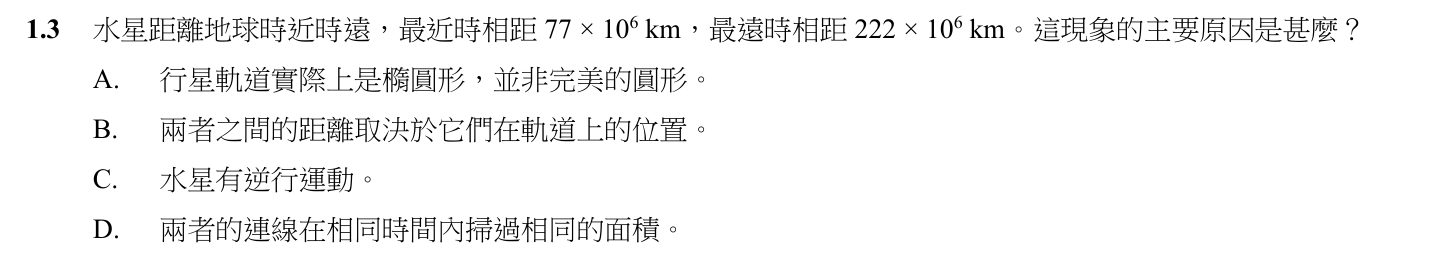 1.3 水星距離地球時近時遠，最近時相距 77 × 10⁶ km，最遠時相距 222 × 10⁶ km。這現象的主要原因是甚麼？
A. 行星軌道實際上是橢圓形，並非完美的圓形。
B. 兩者之間的距離取決於它們在軌道上的位置。
C. 水星有逆行運動。
D. 兩者的連線在相同時間內掃過相同的面積。